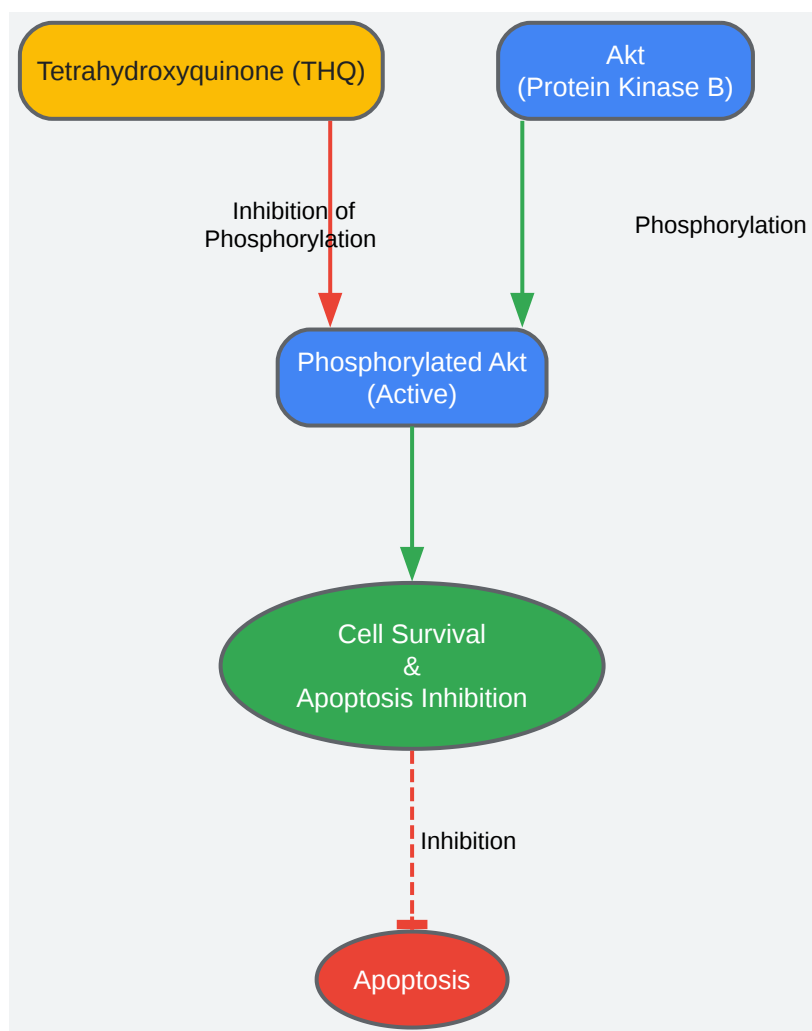 Tetrahydroxyquinone (THQ)
Akt
(Protein Kinase B)
Inhibition of
Phosphorylation
Phosphorylation
Phosphorylated Akt
(Active)
Cell Survival
&
Apoptosis Inhibition
Inhibition
Apoptosis